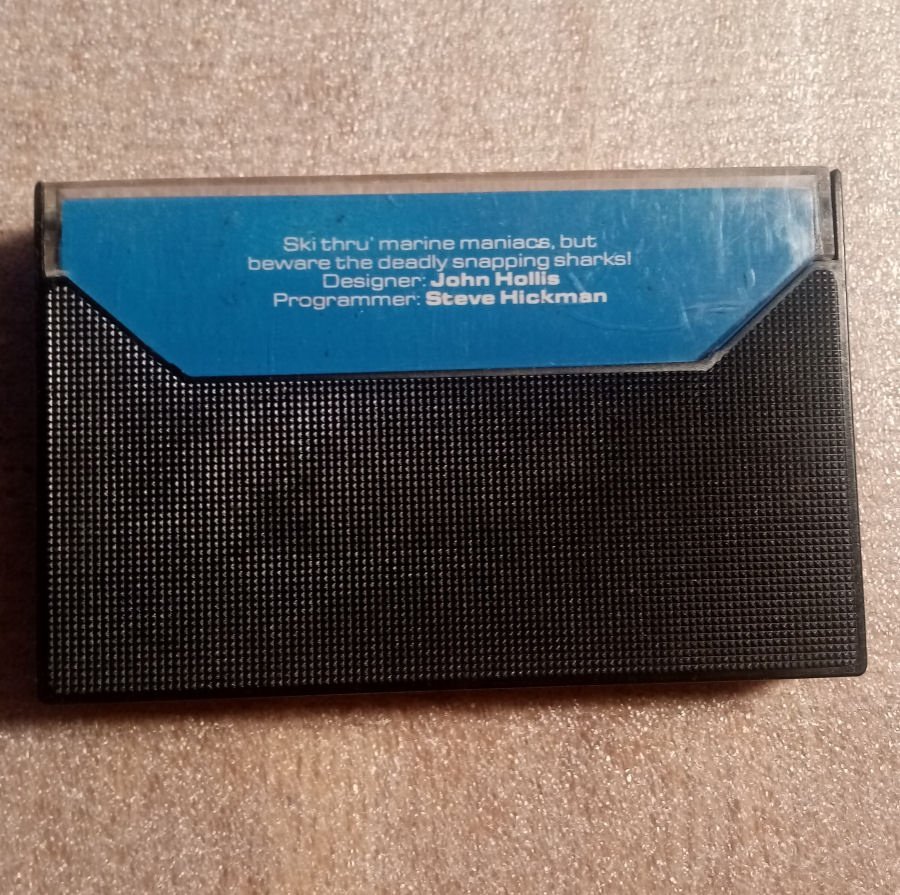 Ski thru' marine maniacs, but
beware the deadly snapping sharks!
Designer: John Hollis
Programmer: Steve Hickman